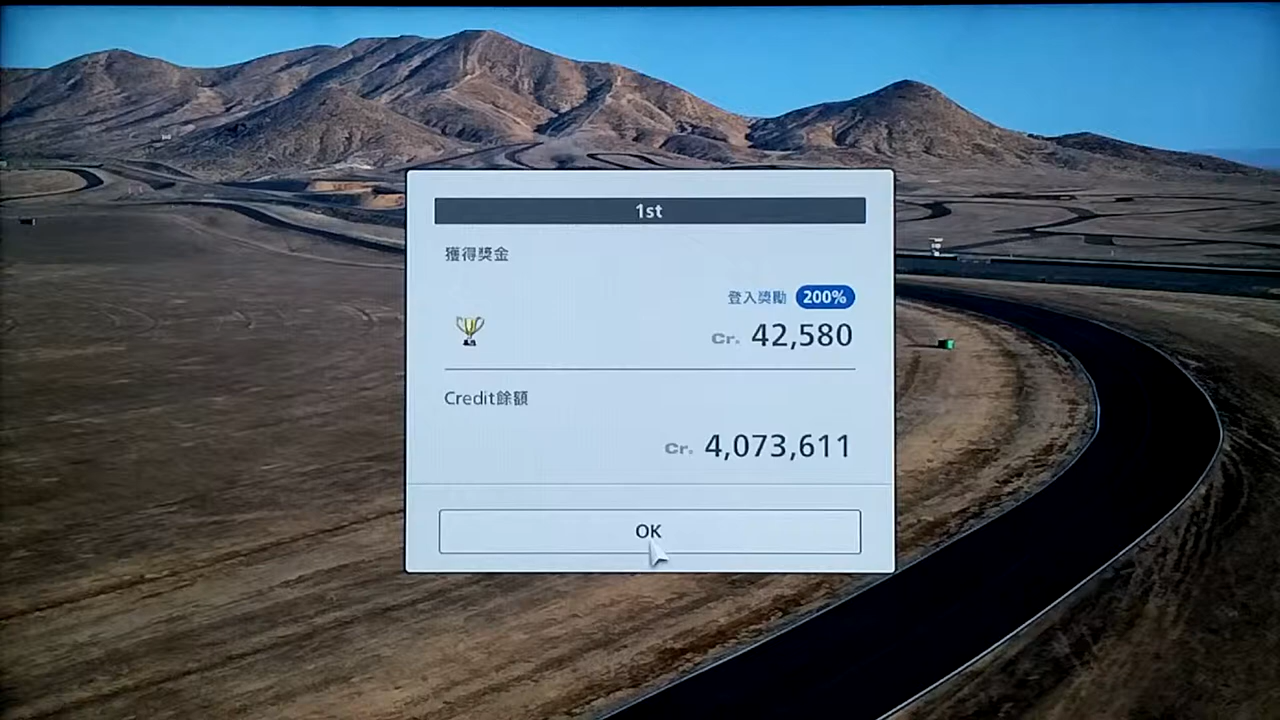 1st
獲得獎金
登入獎勵 200%
Cr. 42,580
Credit餘額
Cr. 4,073,611
OK